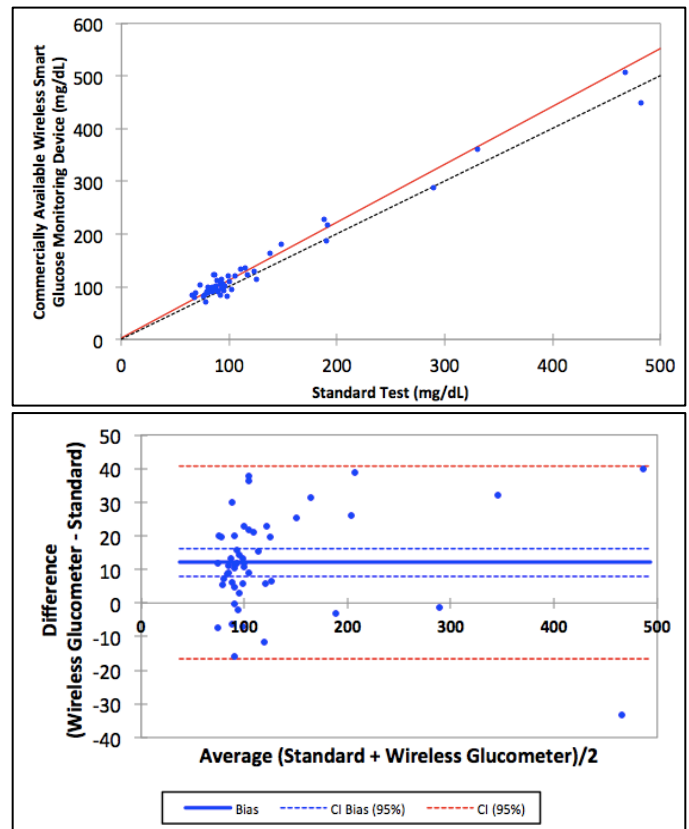 600
500
400
300
200
100
0
Commercially Available Wireless Smart
Glucose Monitoring Device (mg/dL)
0 100 200 300 400 500
Standard Test (mg/dL)
50
40
30
20
10
0
-10
-20
-30
-40
Difference
(Wireless Glucometer - Standard)
0 100 200 300 400 500
Average (Standard + Wireless Glucometer)/2
Bias CI Bias (95%) CI (95%)